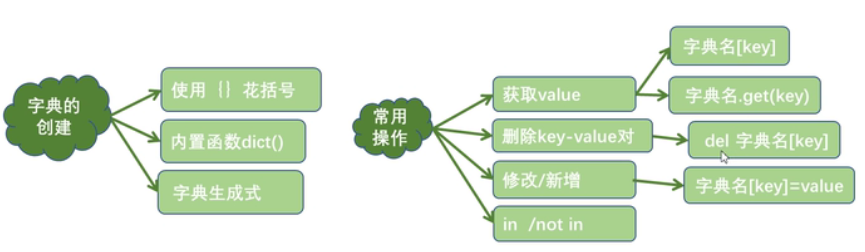 字典的
创建
使用 {} 花括号
内置函数dict()
字典生成式
常用
操作
获取value
字典名[key]
字典名.get(key)
删除key-value对
del 字典名[key]
修改/新增
字典名[key]=value
in /not in